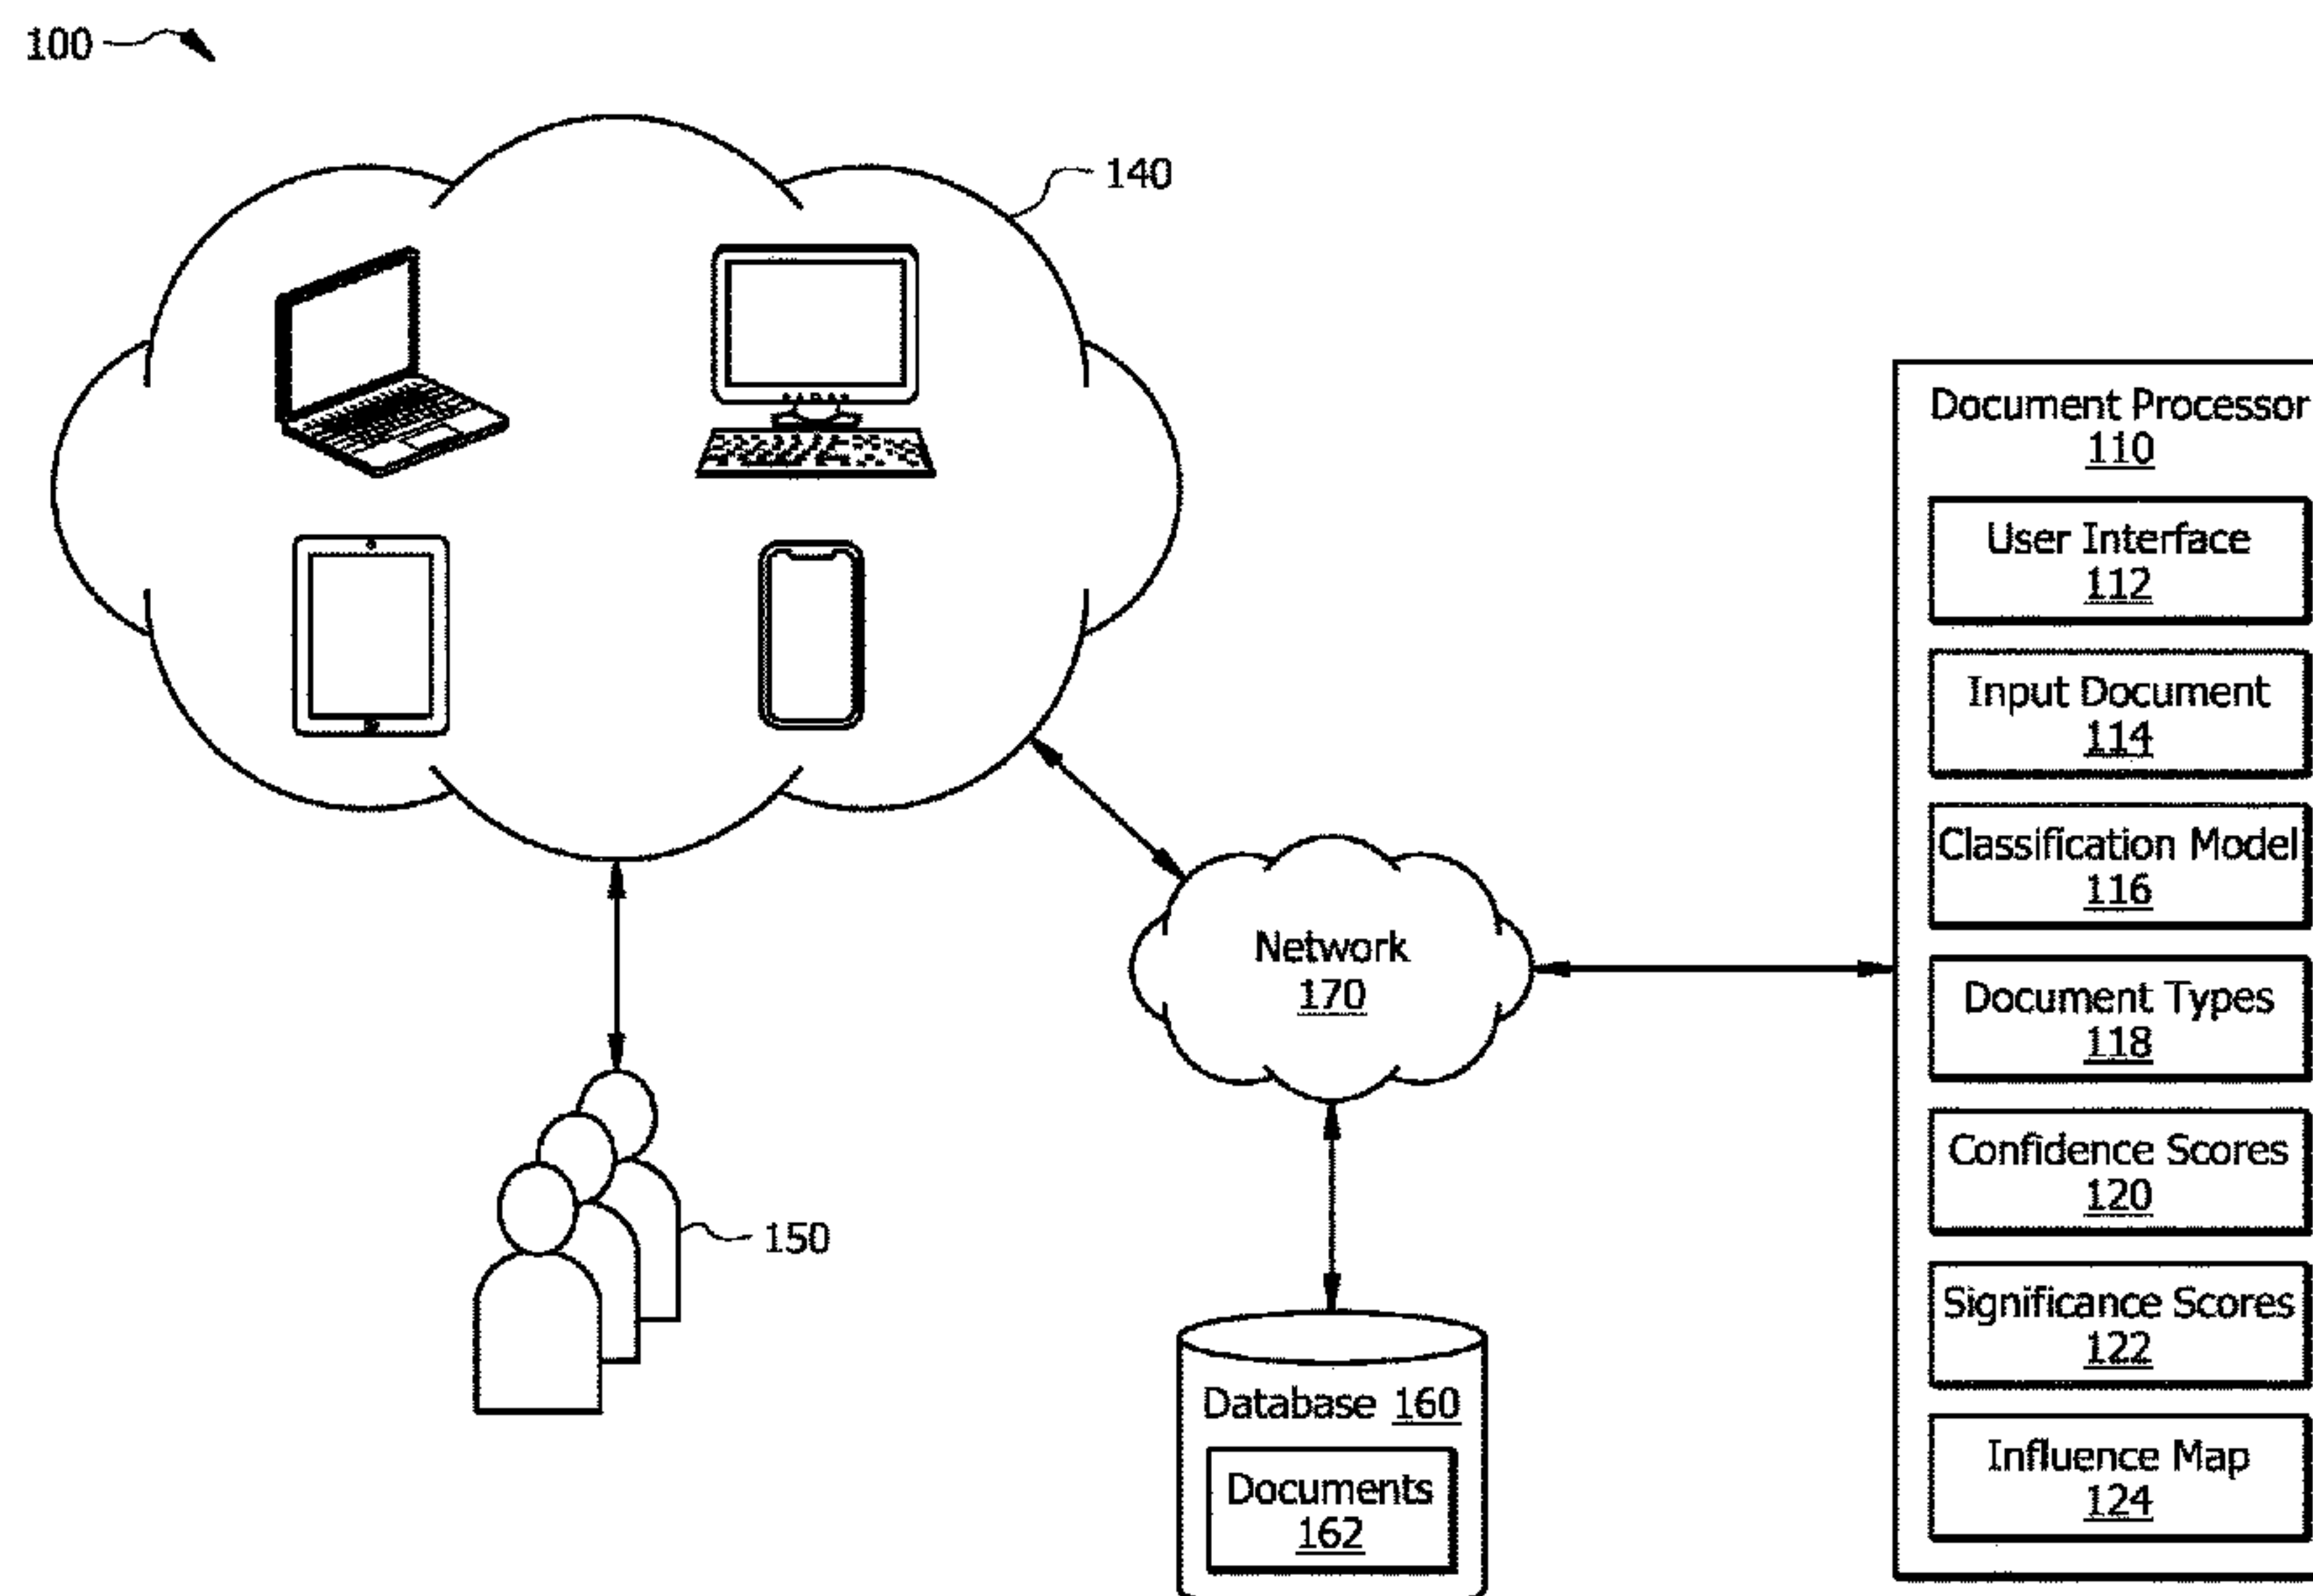 100
140
Document Processor
110
User Interface
112
Input Document
114
Classification Model
116
Network
170
Document Types
118
Confidence Scores
120
150
Significance Scores
122
Database 160
Documents
162
Influence Map
124